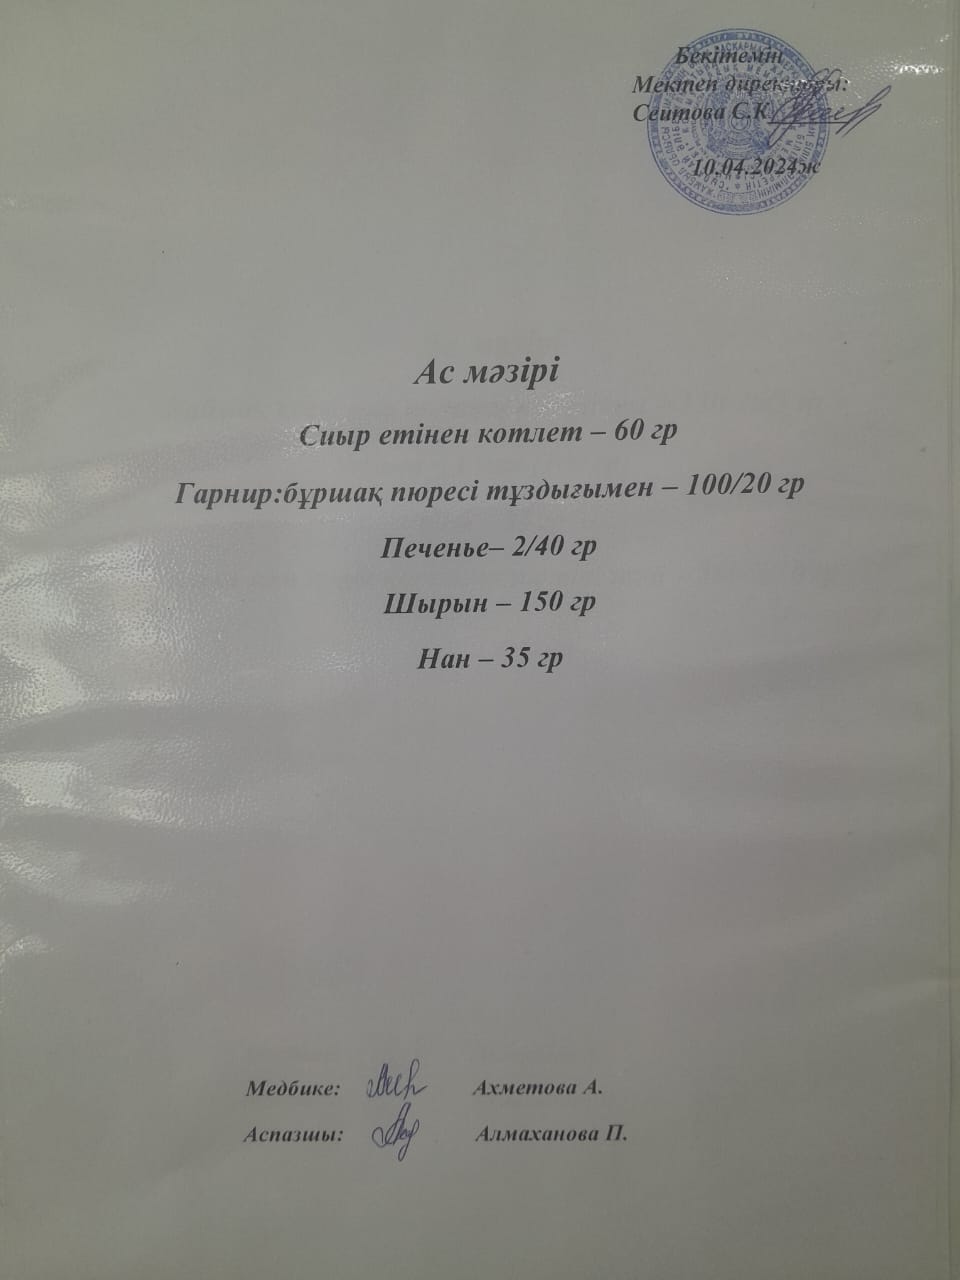 Бекітемін
Мектеп директоры:
Сеитова С.К
10.04.2024ж
Ас мәзірі
Сиыр етінен котлет – 60 гр
Гарнир:бұршақ пюресі тұздығымен – 100/20 гр
Печенье– 2/40 гр
Шырын – 150 гр
Нан – 35 гр
Медбике: Ахметова А.
Аспазшы: Алмаханова П.